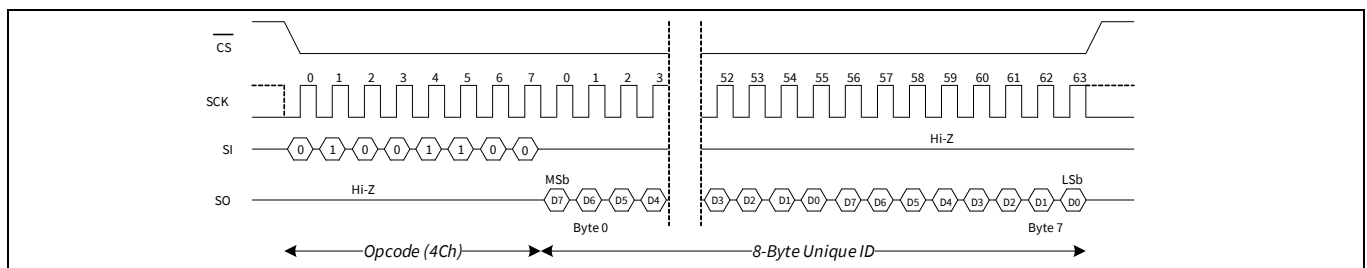 CS
0 1 2 3 4 5 6 7 0 1 2 3 52 53 54 55 56 57 58 59 60 61 62 63
SCK
Hi-Z
SI 0 1 0 0 1 1 0 0
MSb LSb
Hi-Z
SO D7 D6 D5 D4 D3 D2 D1 D0 D7 D6 D5 D4 D3 D2 D1 D0
Byte 0 Byte 7
Opcode (4Ch) 8-Byte Unique ID